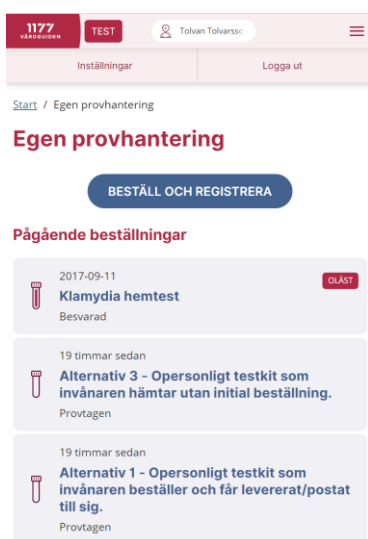 1177
VÅRDGUIDEN
TEST
Tolvan Tolvarssc
Inställningar
Logga ut
Start / Egen provhantering
Egen provhantering
BESTÄLL OCH REGISTRERA
Pågående beställningar
2017-09-11
OLÄST
Klamydia hemtest
Besvarad
19 timmar sedan
Alternativ 3 – Opersonligt testkit som
invånaren hämtar utan initial beställning.
Provtagen
19 timmar sedan
Alternativ 1 - Opersonligt testkit som
invånaren beställer och får levererat/postat
till sig.
Provtagen